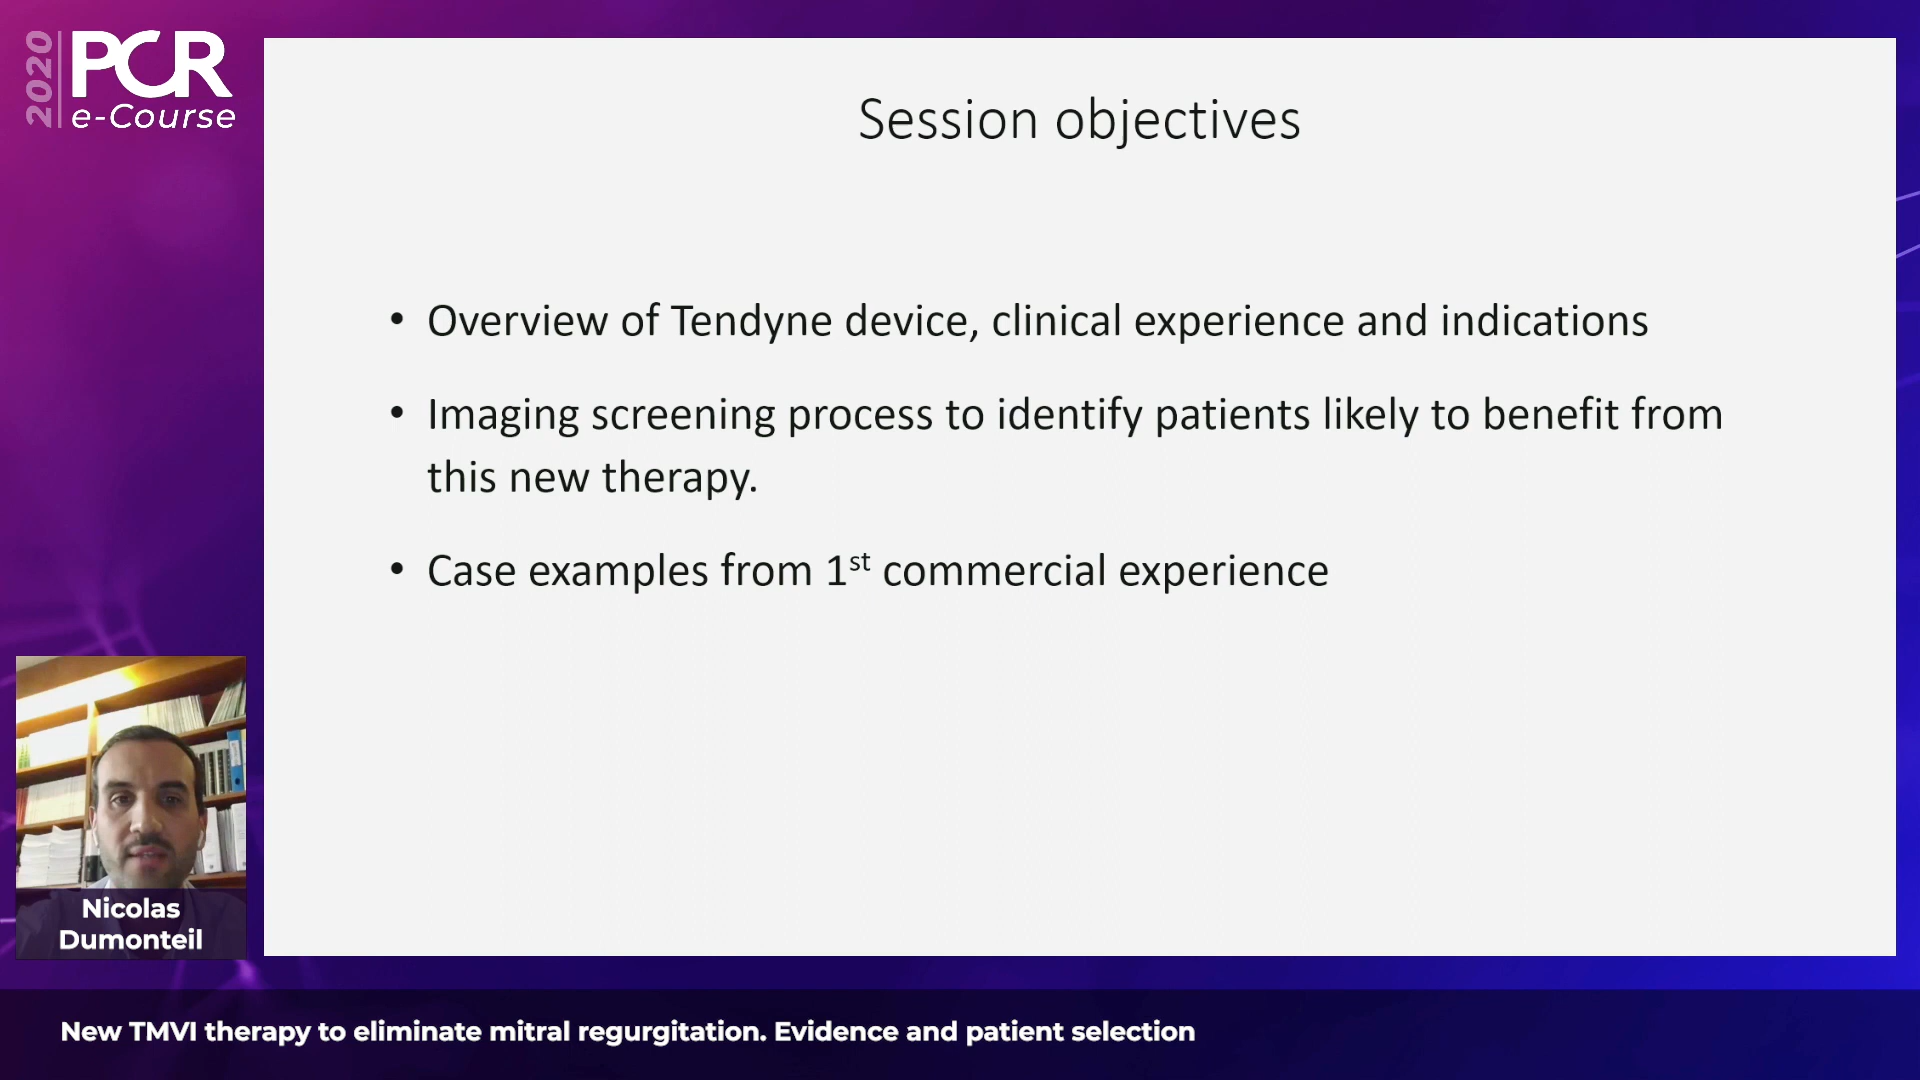 2020
PCR
e-Course
Session objectives
• Overview of Tendyne device, clinical experience and indications
• Imaging screening process to identify patients likely to benefit from
this new therapy.
• Case examples from 1st commercial experience
Nicolas
Dumonteil
New TMVI therapy to eliminate mitral regurgitation. Evidence and patient selection